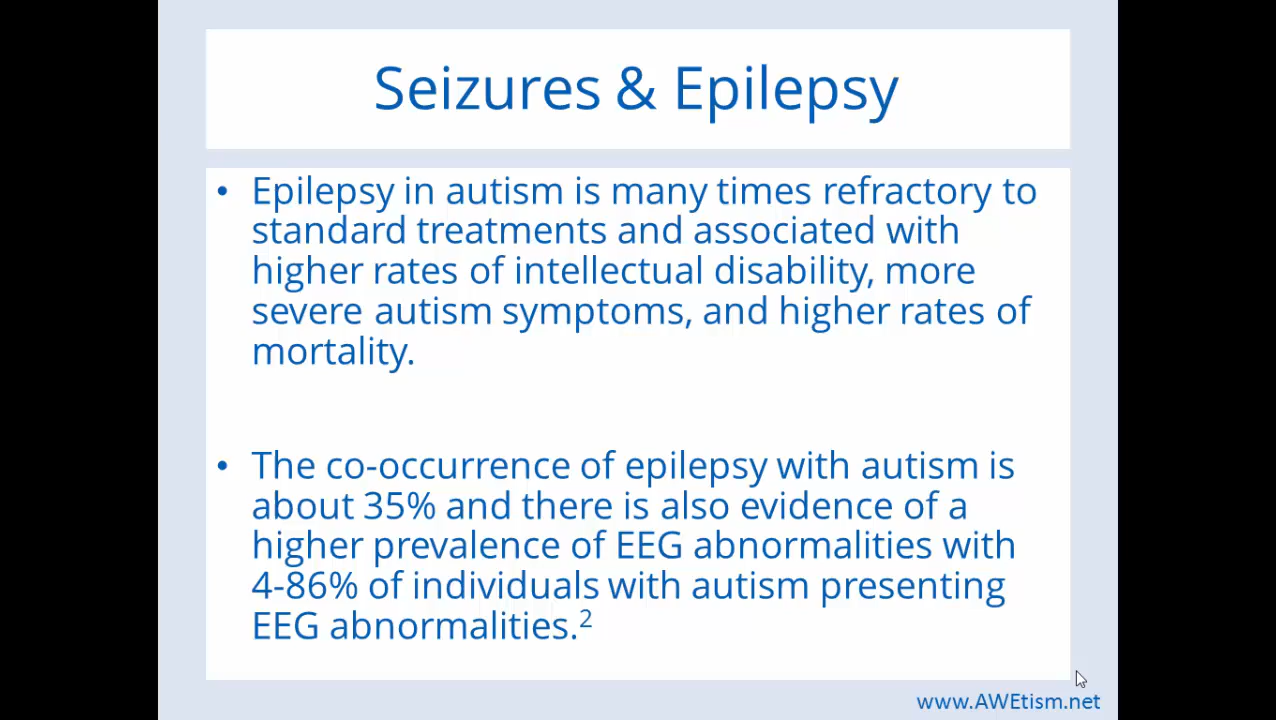 Seizures & Epilepsy
• Epilepsy in autism is many times refractory to
standard treatments and associated with
higher rates of intellectual disability, more
severe autism symptoms, and higher rates of
mortality.
• The co-occurrence of epilepsy with autism is
about 35% and there is also evidence of a
higher prevalence of EEG abnormalities with
4-86% of individuals with autism presenting
EEG abnormalities.²
www.AWEtism.net